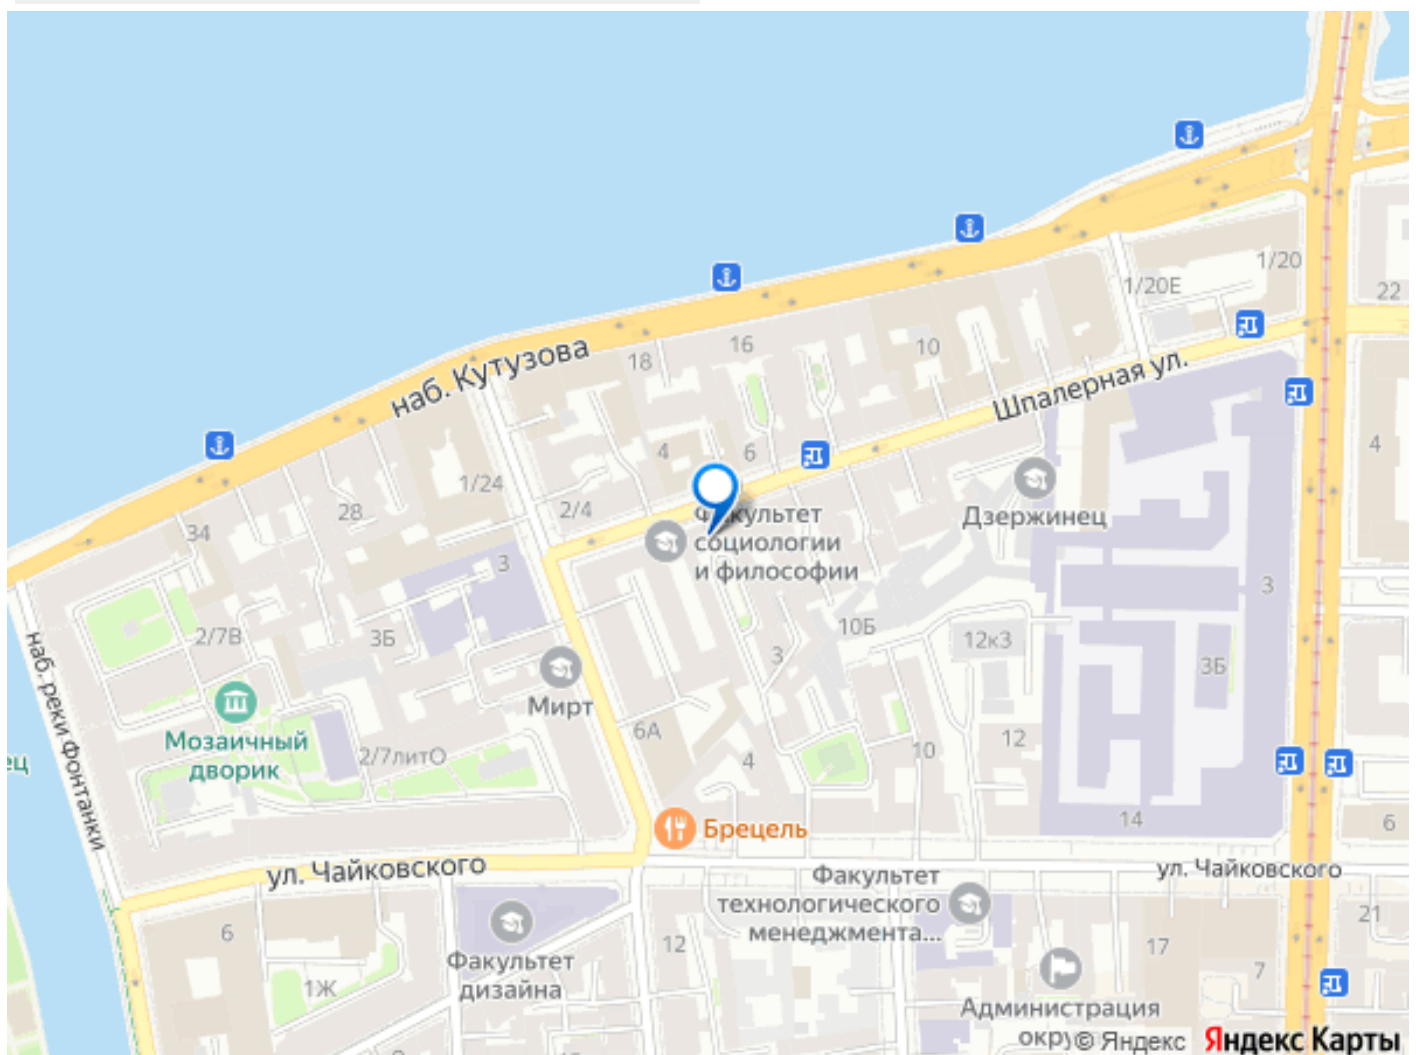 1/20
1/20Е
22
16
18
10
наб. Кутузова
Шпалерная ул.
4
6
4
1/24
2/4
28
34
Факультет
социологии
и философии
Дзержинец
3
3
2/7В
3Б
10Б
12к3
3
3Б
наб. реки Фонтанки
Мирт
6А
Мозаичный
дворик
2/7литО
4
10
12
14
6
Брецель
ул. Чайковского
ул. Чайковского
Факультет
технологического
менеджмента...
21
6
12
17
7
Факультет
дизайна
1Ж
Администрация
окру
© Яндекс
Яндекс Карты